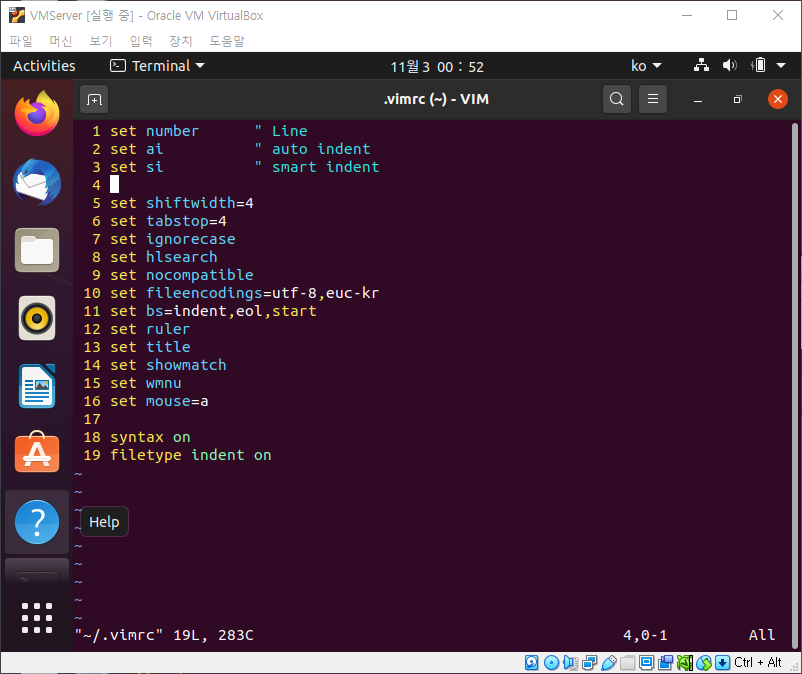 VMServer [실행 중] - Oracle VM VirtualBox
파일 머신 보기 입력 장치 도움말
Activities Terminal 11월 3 00 : 52 ko
.vimrc (~) - VIM
1 set number " Line
2 set ai " auto indent
3 set si " smart indent
4
5 set shiftwidth=4
6 set tabstop=4
7 set ignorecase
8 set hlsearch
9 set nocompatible
10 set fileencodings=utf-8,euc-kr
11 set bs=indent,eol,start
12 set ruler
13 set title
14 set showmatch
15 set wmnu
16 set mouse=a
17
18 syntax on
19 filetype indent on
~
~
~
~
~
~
~
~
~
Help
"~/.vimrc" 19L, 283C 4,0-1 All
Ctrl + Alt